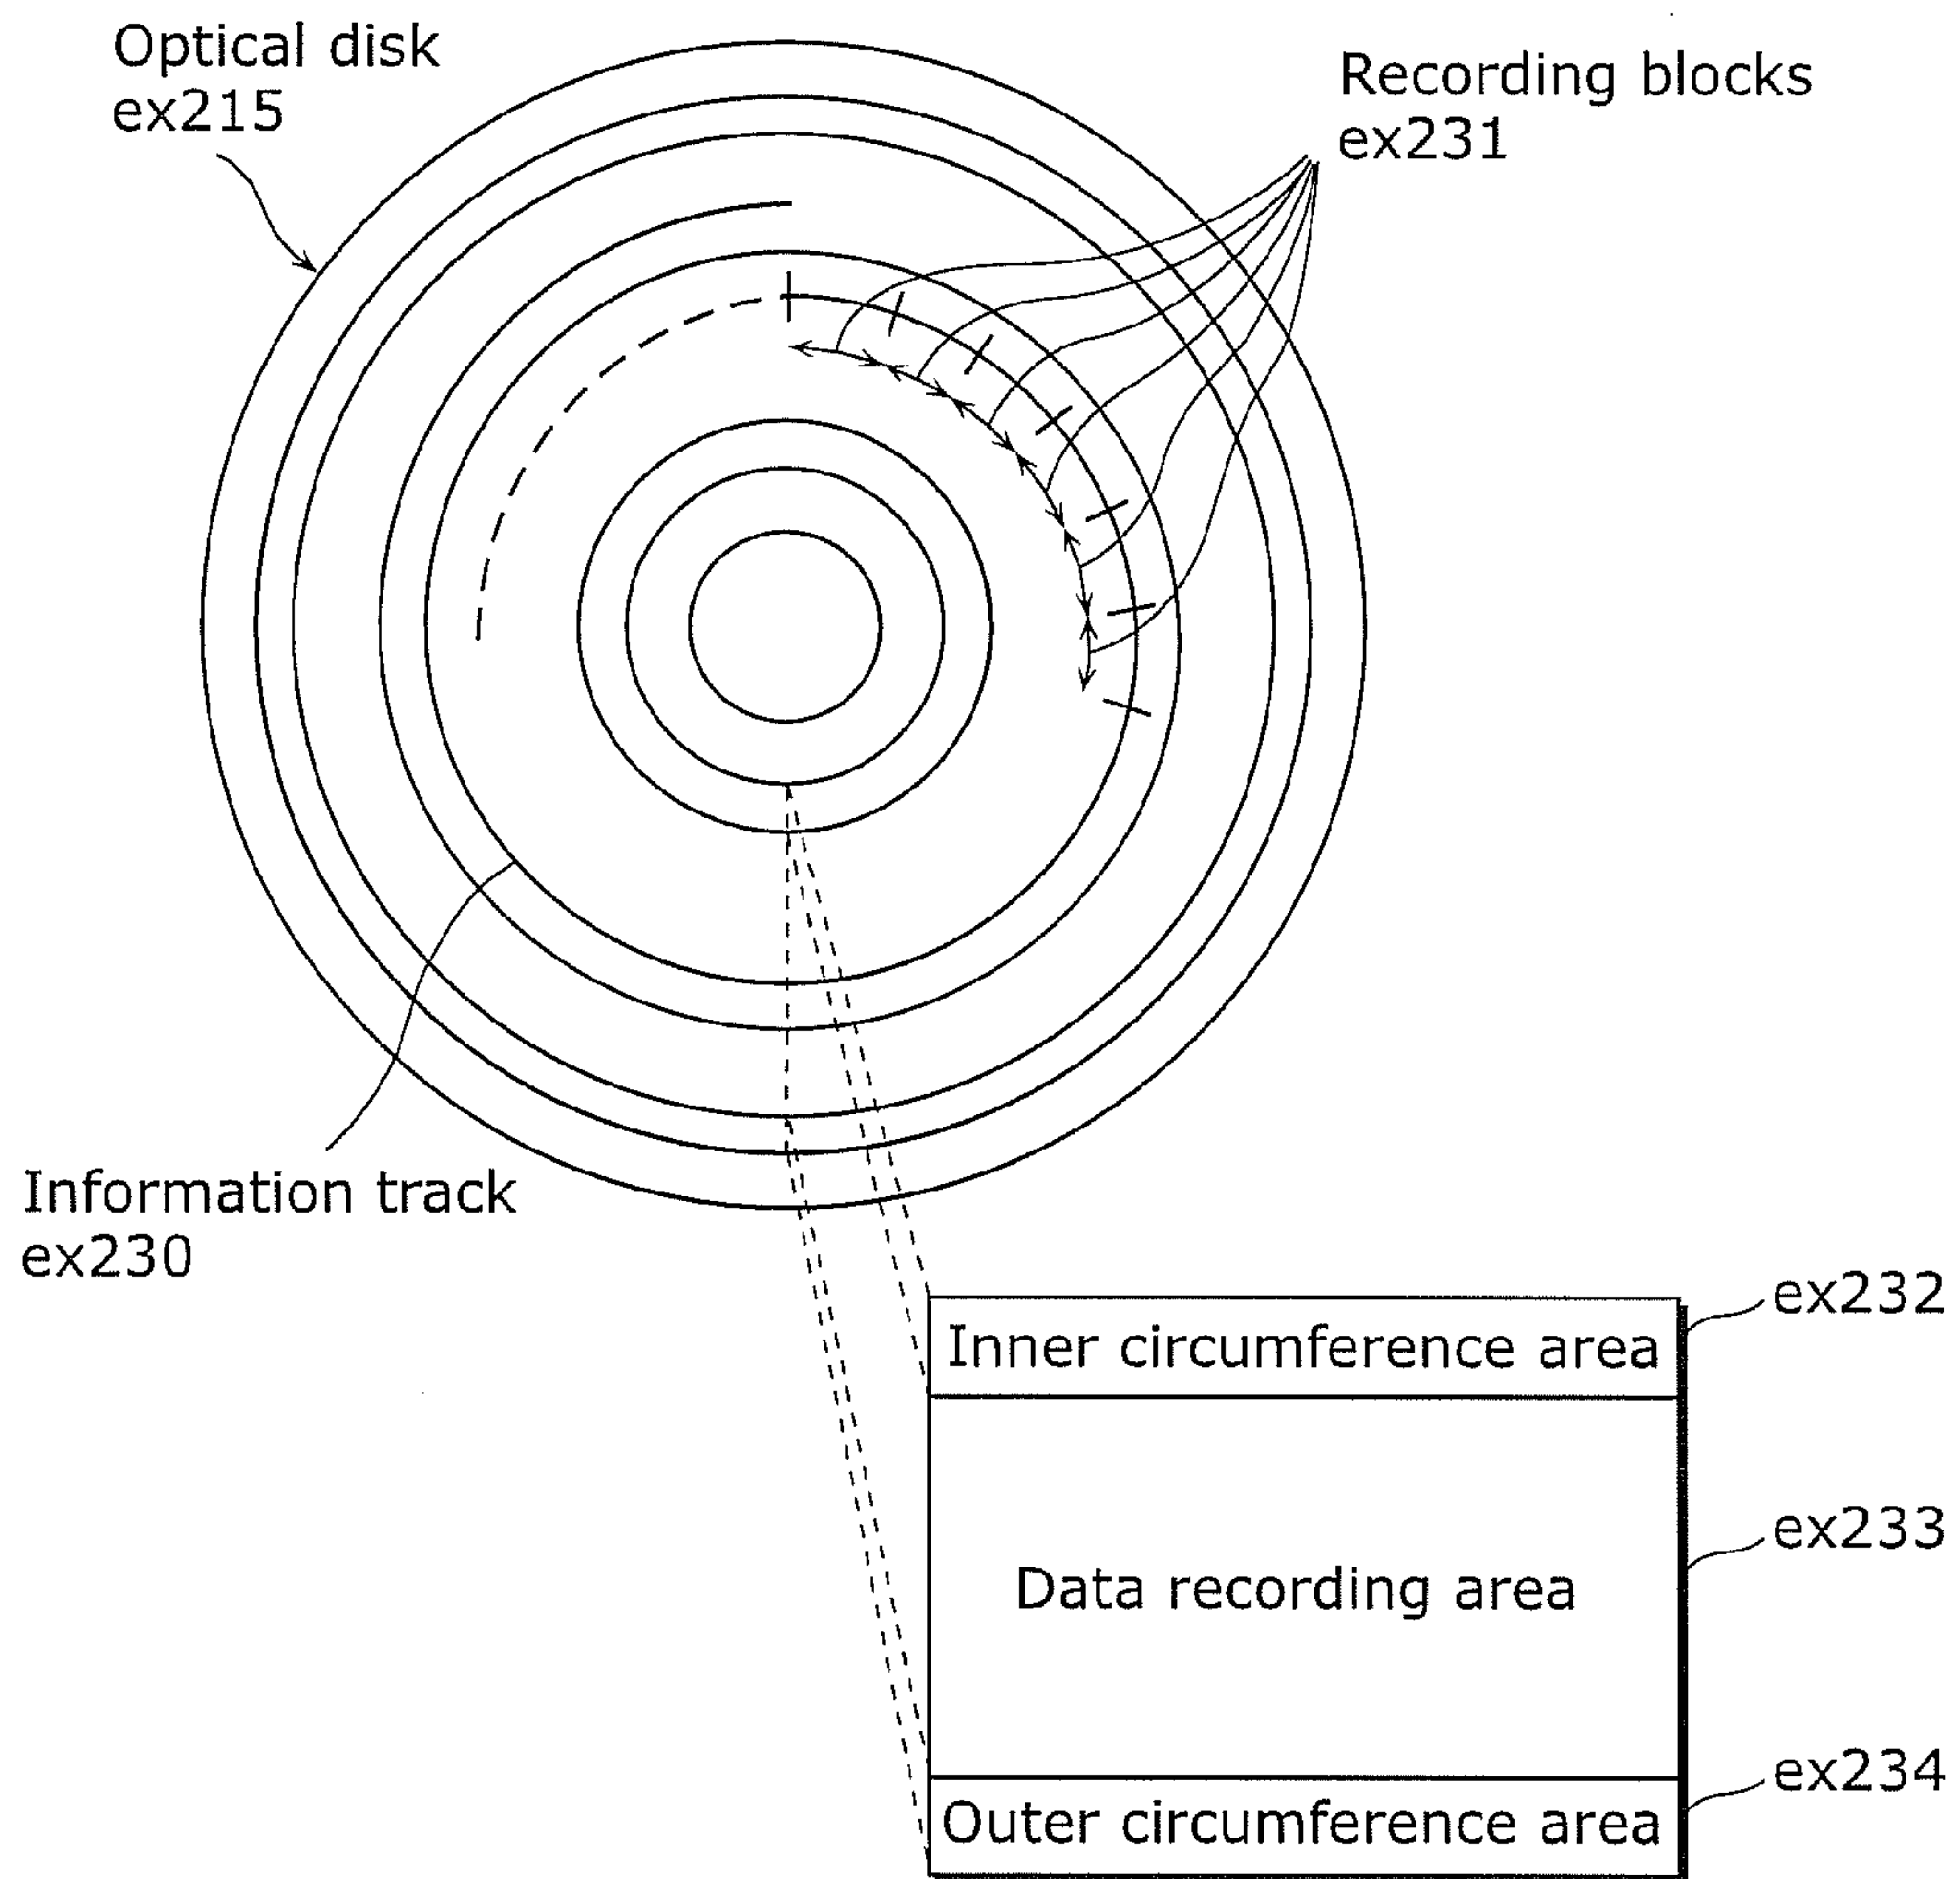 Optical disk
ex215
Recording blocks
ex231
Information track
ex230
ex232
Inner circumference area
ex233
Data recording area
ex234
Outer circumference area